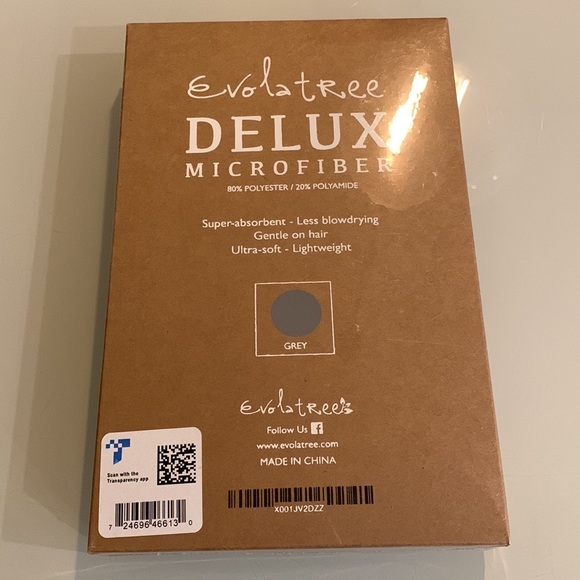 Evolatree
DELUX
MICROFIBER
80% POLYESTER / 20% POLYAMIDE
Super-absorbent - Less blowdrying
Gentle on hair
Ultra-soft - Lightweight
GREY
Evolatree
Follow Us f
www.evolatree.com
MADE IN CHINA
T
Scan with the
Transparency app
7 24696 46613 0
X001JV2DZZ